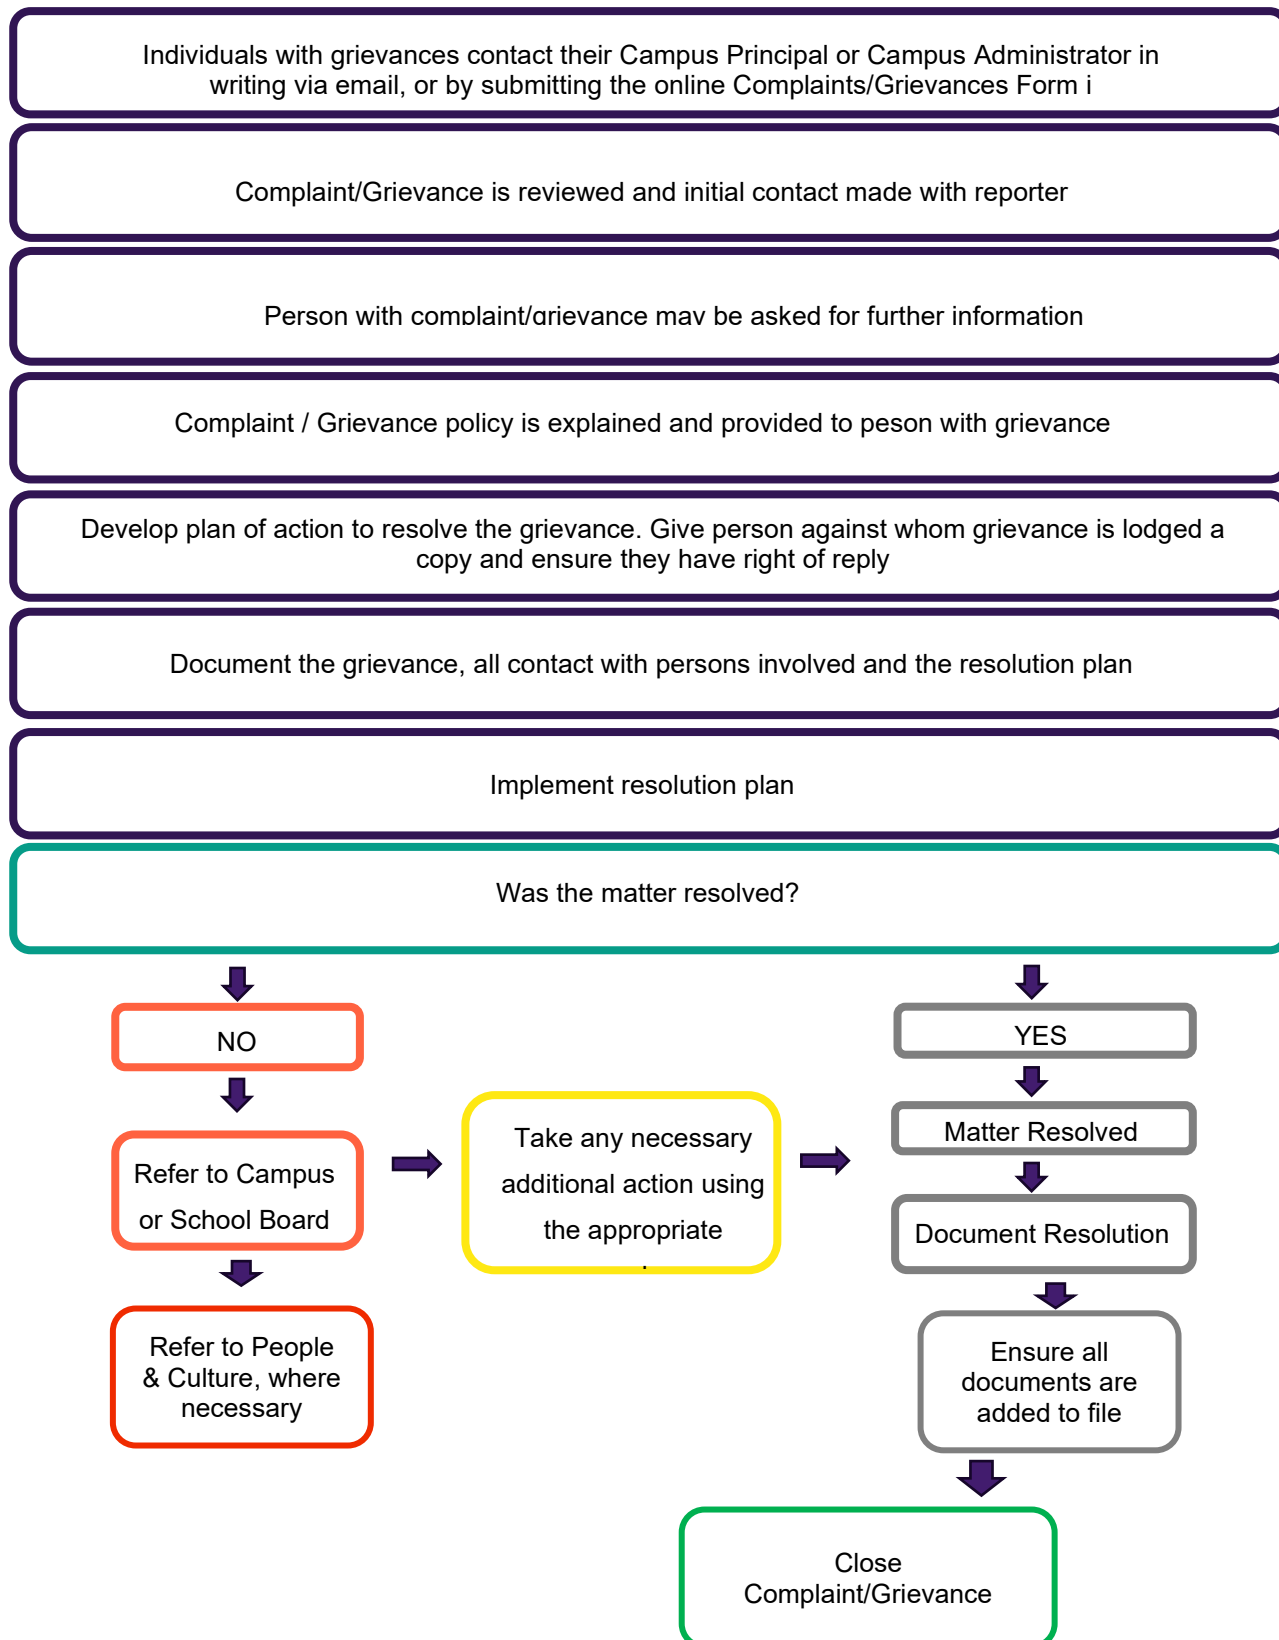 Individuals with grievances contact their Campus Principal or Campus Administrator in
writing via email, or by submitting the online Complaints/Grievances Form i
Complaint/Grievance is reviewed and initial contact made with reporter
Person with complaint/grievance may be asked for further information
Complaint / Grievance policy is explained and provided to peson with grievance
Develop plan of action to resolve the grievance. Give person against whom grievance is lodged a
copy and ensure they have right of reply
Document the grievance, all contact with persons involved and the resolution plan
Implement resolution plan
Was the matter resolved?
NO
Refer to Campus
or School Board
Refer to People
& Culture, where
necessary
Take any necessary
additional action using
the appropriate
YES
Matter Resolved
Document Resolution
Ensure all
documents are
added to file
Close
Complaint/Grievance